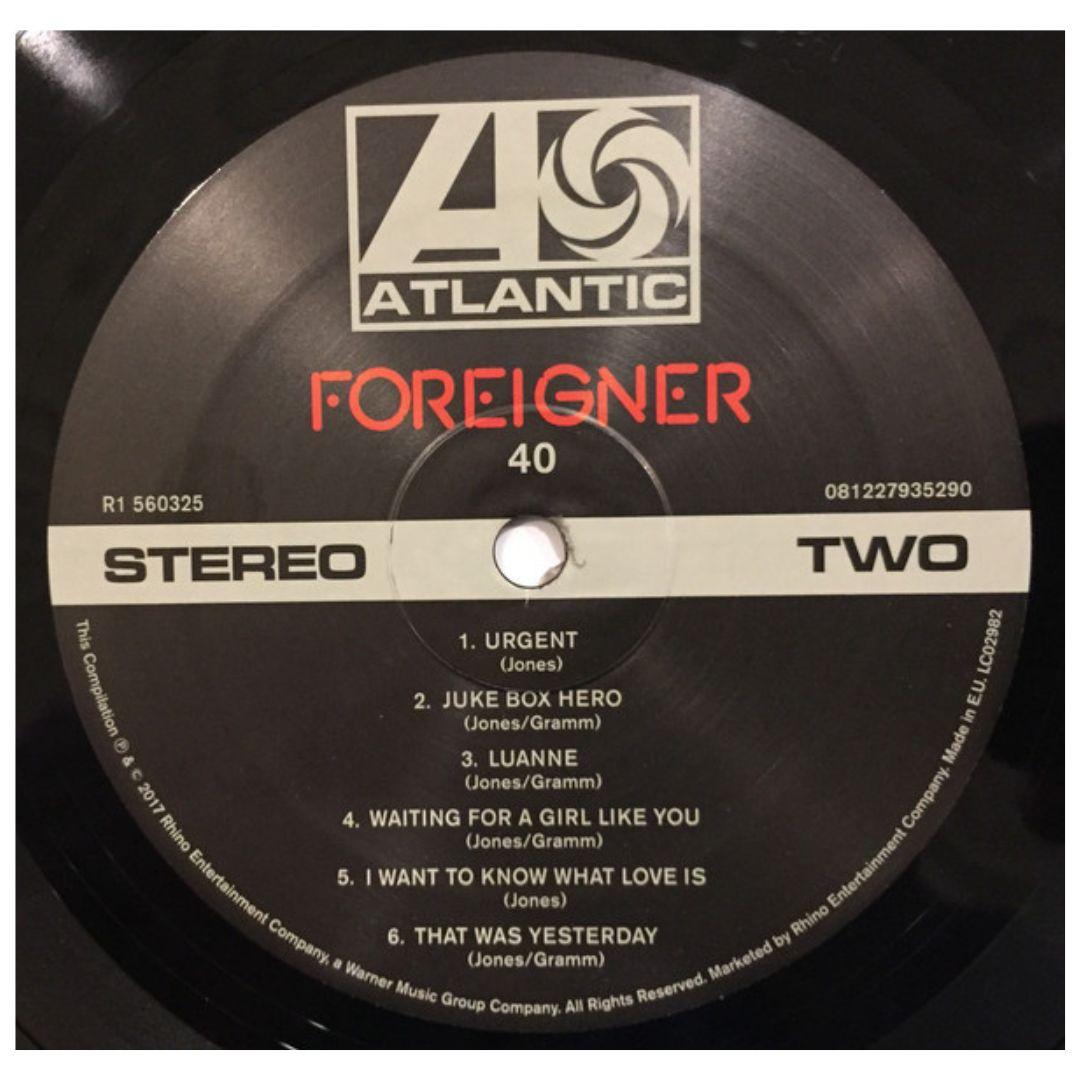 ATLANTIC
FOREIGNER
40
R1 560325
081227935290
STEREO
TWO
1. URGENT
(Jones)
2. JUKE BOX HERO
(Jones/Gramm)
3. LUANNE
(Jones/Gramm)
4. WAITING FOR A GIRL LIKE YOU
(Jones/Gramm)
5. I WANT TO KNOW WHAT LOVE IS
(Jones)
6. THAT WAS YESTERDAY
(Jones/Gramm)
This Compilation ℗ & © 2017 Rhino Entertainment Company, a Warner Music Group Company. All Rights Reserved. Marketed by Rhino Entertainment Company. Made in E.U. LC02982